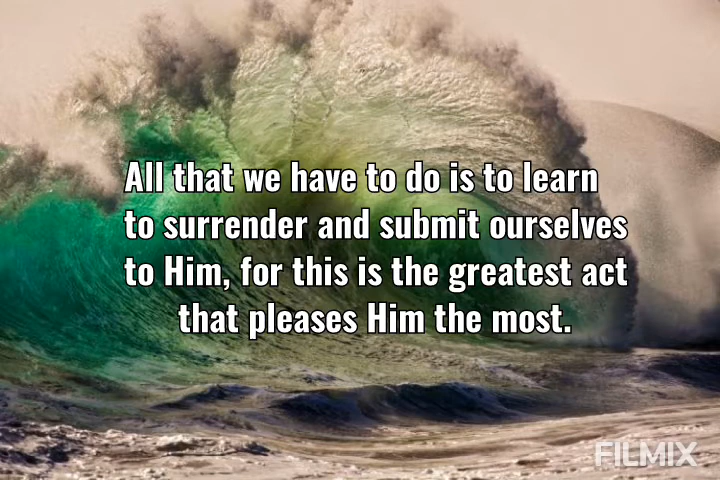 All that we have to do is to learn
to surrender and submit ourselves
to Him, for this is the greatest act
that pleases Him the most.
FILMIX